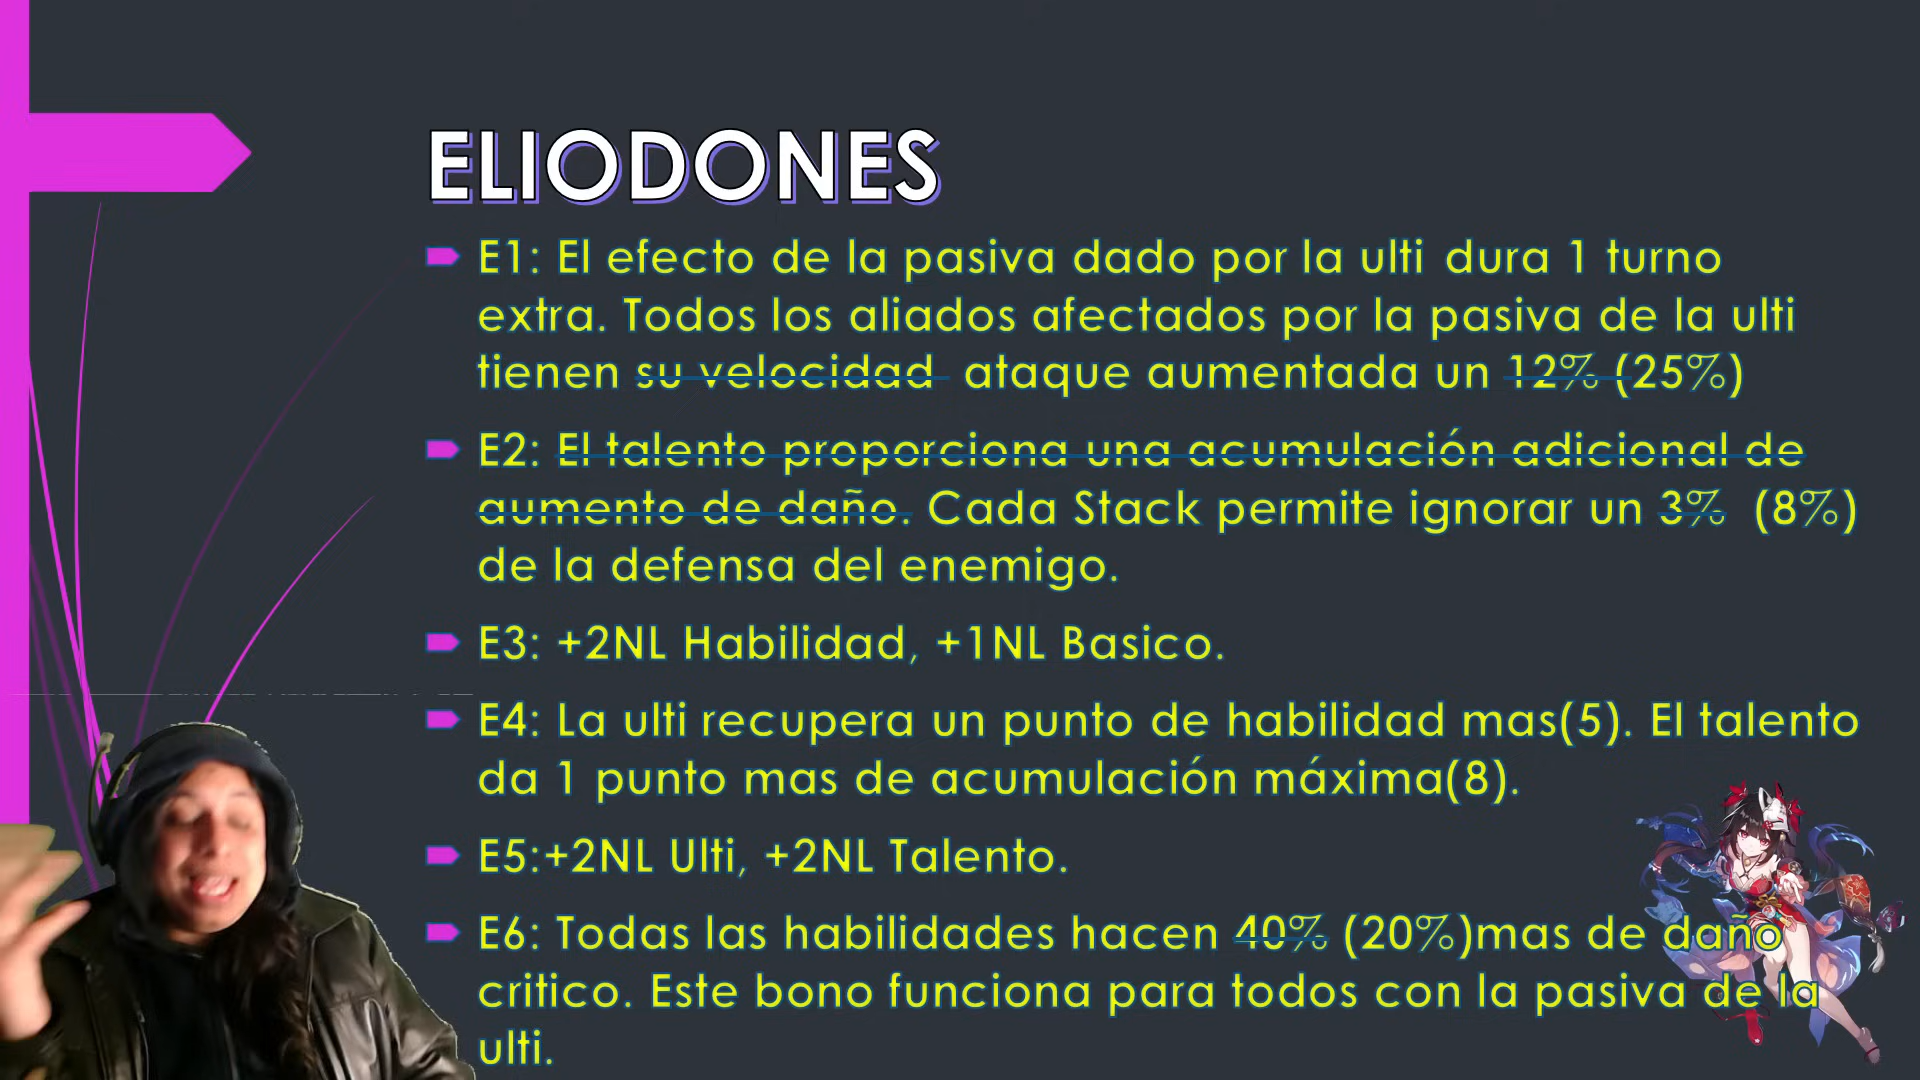 ELIODONES
E1: El efecto de la pasiva dado por la ulti dura 1 turno
extra. Todos los aliados afectados por la pasiva de la ulti
tienen su velocidad ataque aumentada un 12% (25%)
E2: El talento proporciona una acumulación adicional de
aumento de daño. Cada Stack permite ignorar un 3% (8%)
de la defensa del enemigo.
E3: +2NL Habilidad, +1NL Basico.
E4: La ulti recupera un punto de habilidad mas(5). El talento
da 1 punto mas de acumulación máxima(8).
E5:+2NL Ulti, +2NL Talento.
E6: Todas las habilidades hacen 40% (20%)mas de daño
critico. Este bono funciona para todos con la pasiva de la
ulti.